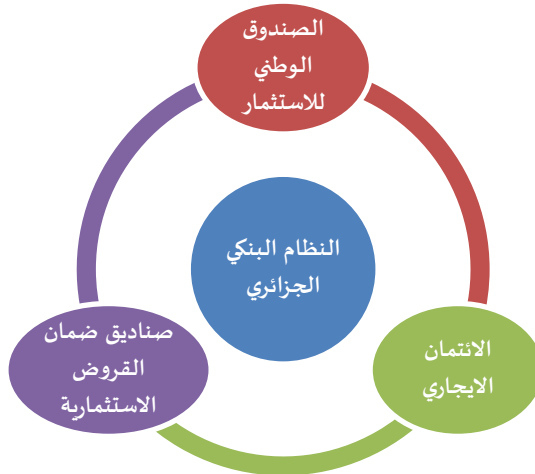 الصندوق
الوطني
للاستثمار
النظام البنكي
الجزائري
الائتمان
الايجاري
صناديق ضمان
القروض
الاستثمارية